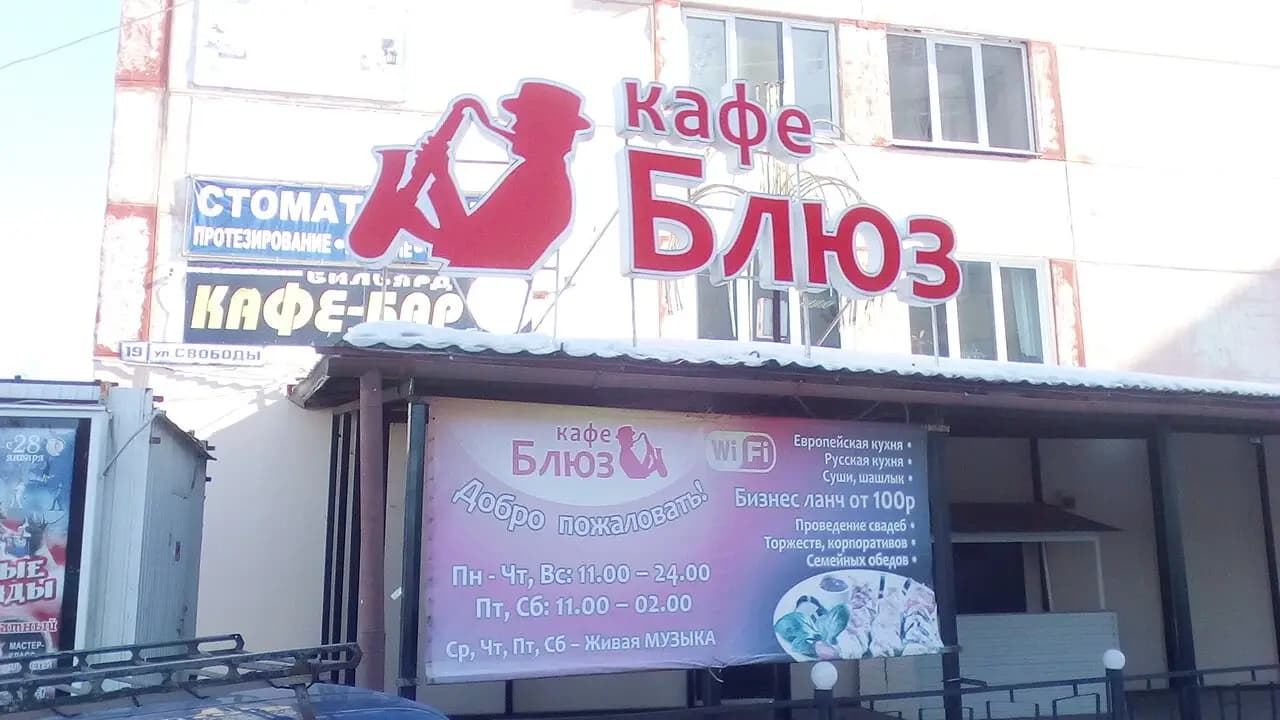 кафе
Блюз
СТОМАТ
ПРОТЕЗИРОВАНИЕ •
БИЛЬЯРД
КАФЕ-БАР
19 ул СВОБОДЫ
кафе
Блюз
WiFi
Добро пожаловать!
Пн - Чт, Вс: 11.00 – 24.00
Пт, Сб: 11.00 – 02.00
Ср, Чт, Пт, Сб – Живая МУЗЫКА
Европейская кухня •
Русская кухня •
Суши, шашлык •
Бизнес ланч от 100р
Проведение свадеб •
Торжеств, корпоративов •
Семейных обедов •
с 28
января
МАСТЕР-